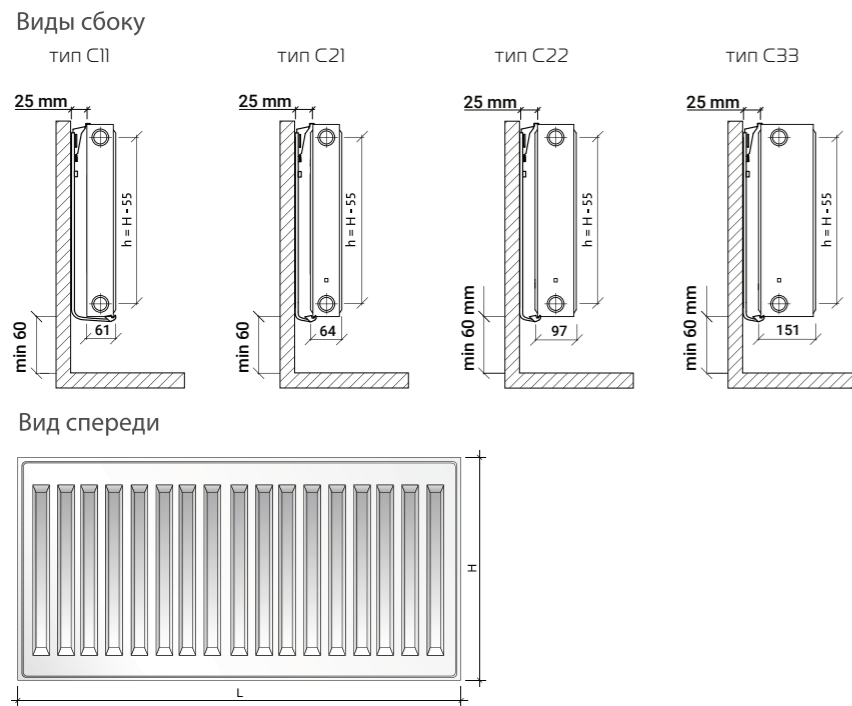 Виды сбоку
тип C11
тип C21
тип C22
тип C33
25 mm
25 mm
25 mm
25 mm
h = H - 55
h = H - 55
h = H - 55
h = H - 55
min 60
61
min 60
64
min 60 mm
97
min 60 mm
151
Вид спереди
H
L